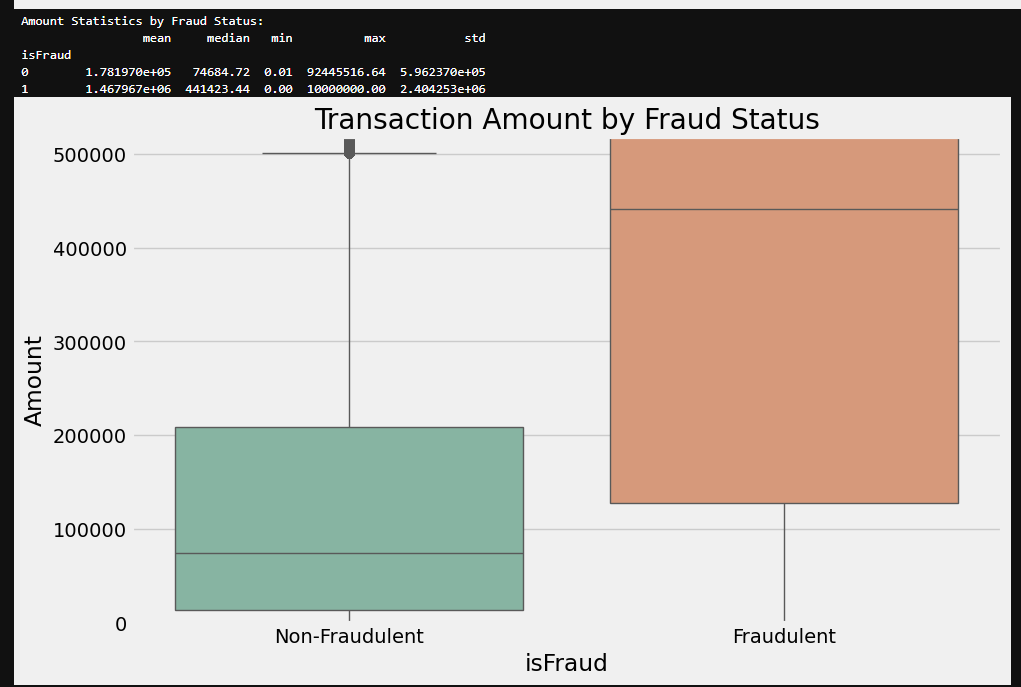 Amount Statistics by Fraud Status:
mean median min max std
isFraud
0 1.781970e+05 74684.72 0.01 92445516.64 5.962370e+05
1 1.467967e+06 441423.44 0.00 10000000.00 2.404253e+06
Transaction Amount by Fraud Status
500000
400000
300000
200000
100000
0
Amount
Non-Fraudulent Fraudulent
isFraud